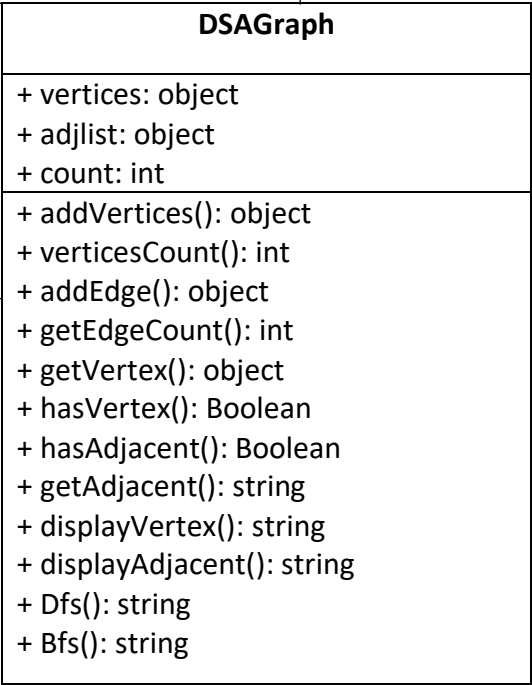 DSAGraph
+ vertices: object
+ adjlist: object
+ count: int
+ addVertices(): object
+ verticesCount(): int
+ addEdge(): object
+ getEdgeCount(): int
+ getVertex(): object
+ hasVertex(): Boolean
+ hasAdjacent(): Boolean
+ getAdjacent(): string
+ displayVertex(): string
+ displayAdjacent(): string
+ Dfs(): string
+ Bfs(): string